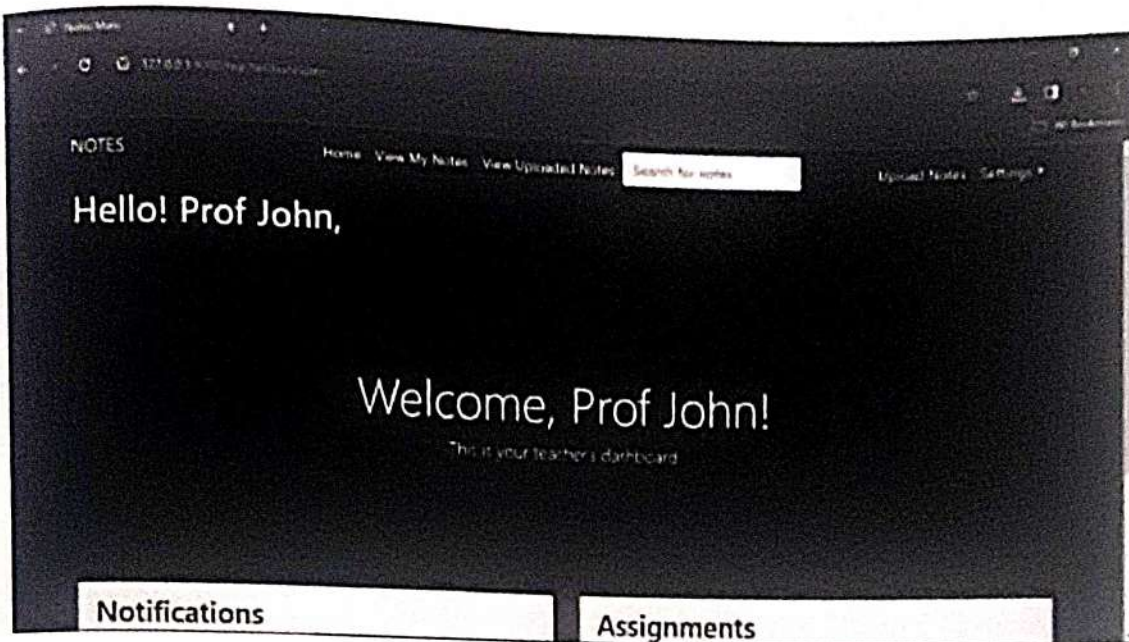 NOTES
Home View My Notes View Uploaded Notes Search for notes Upload Notes Settings
Hello! Prof John,
Welcome, Prof John!
This is your teacher's dashboard
Notifications
Assignments